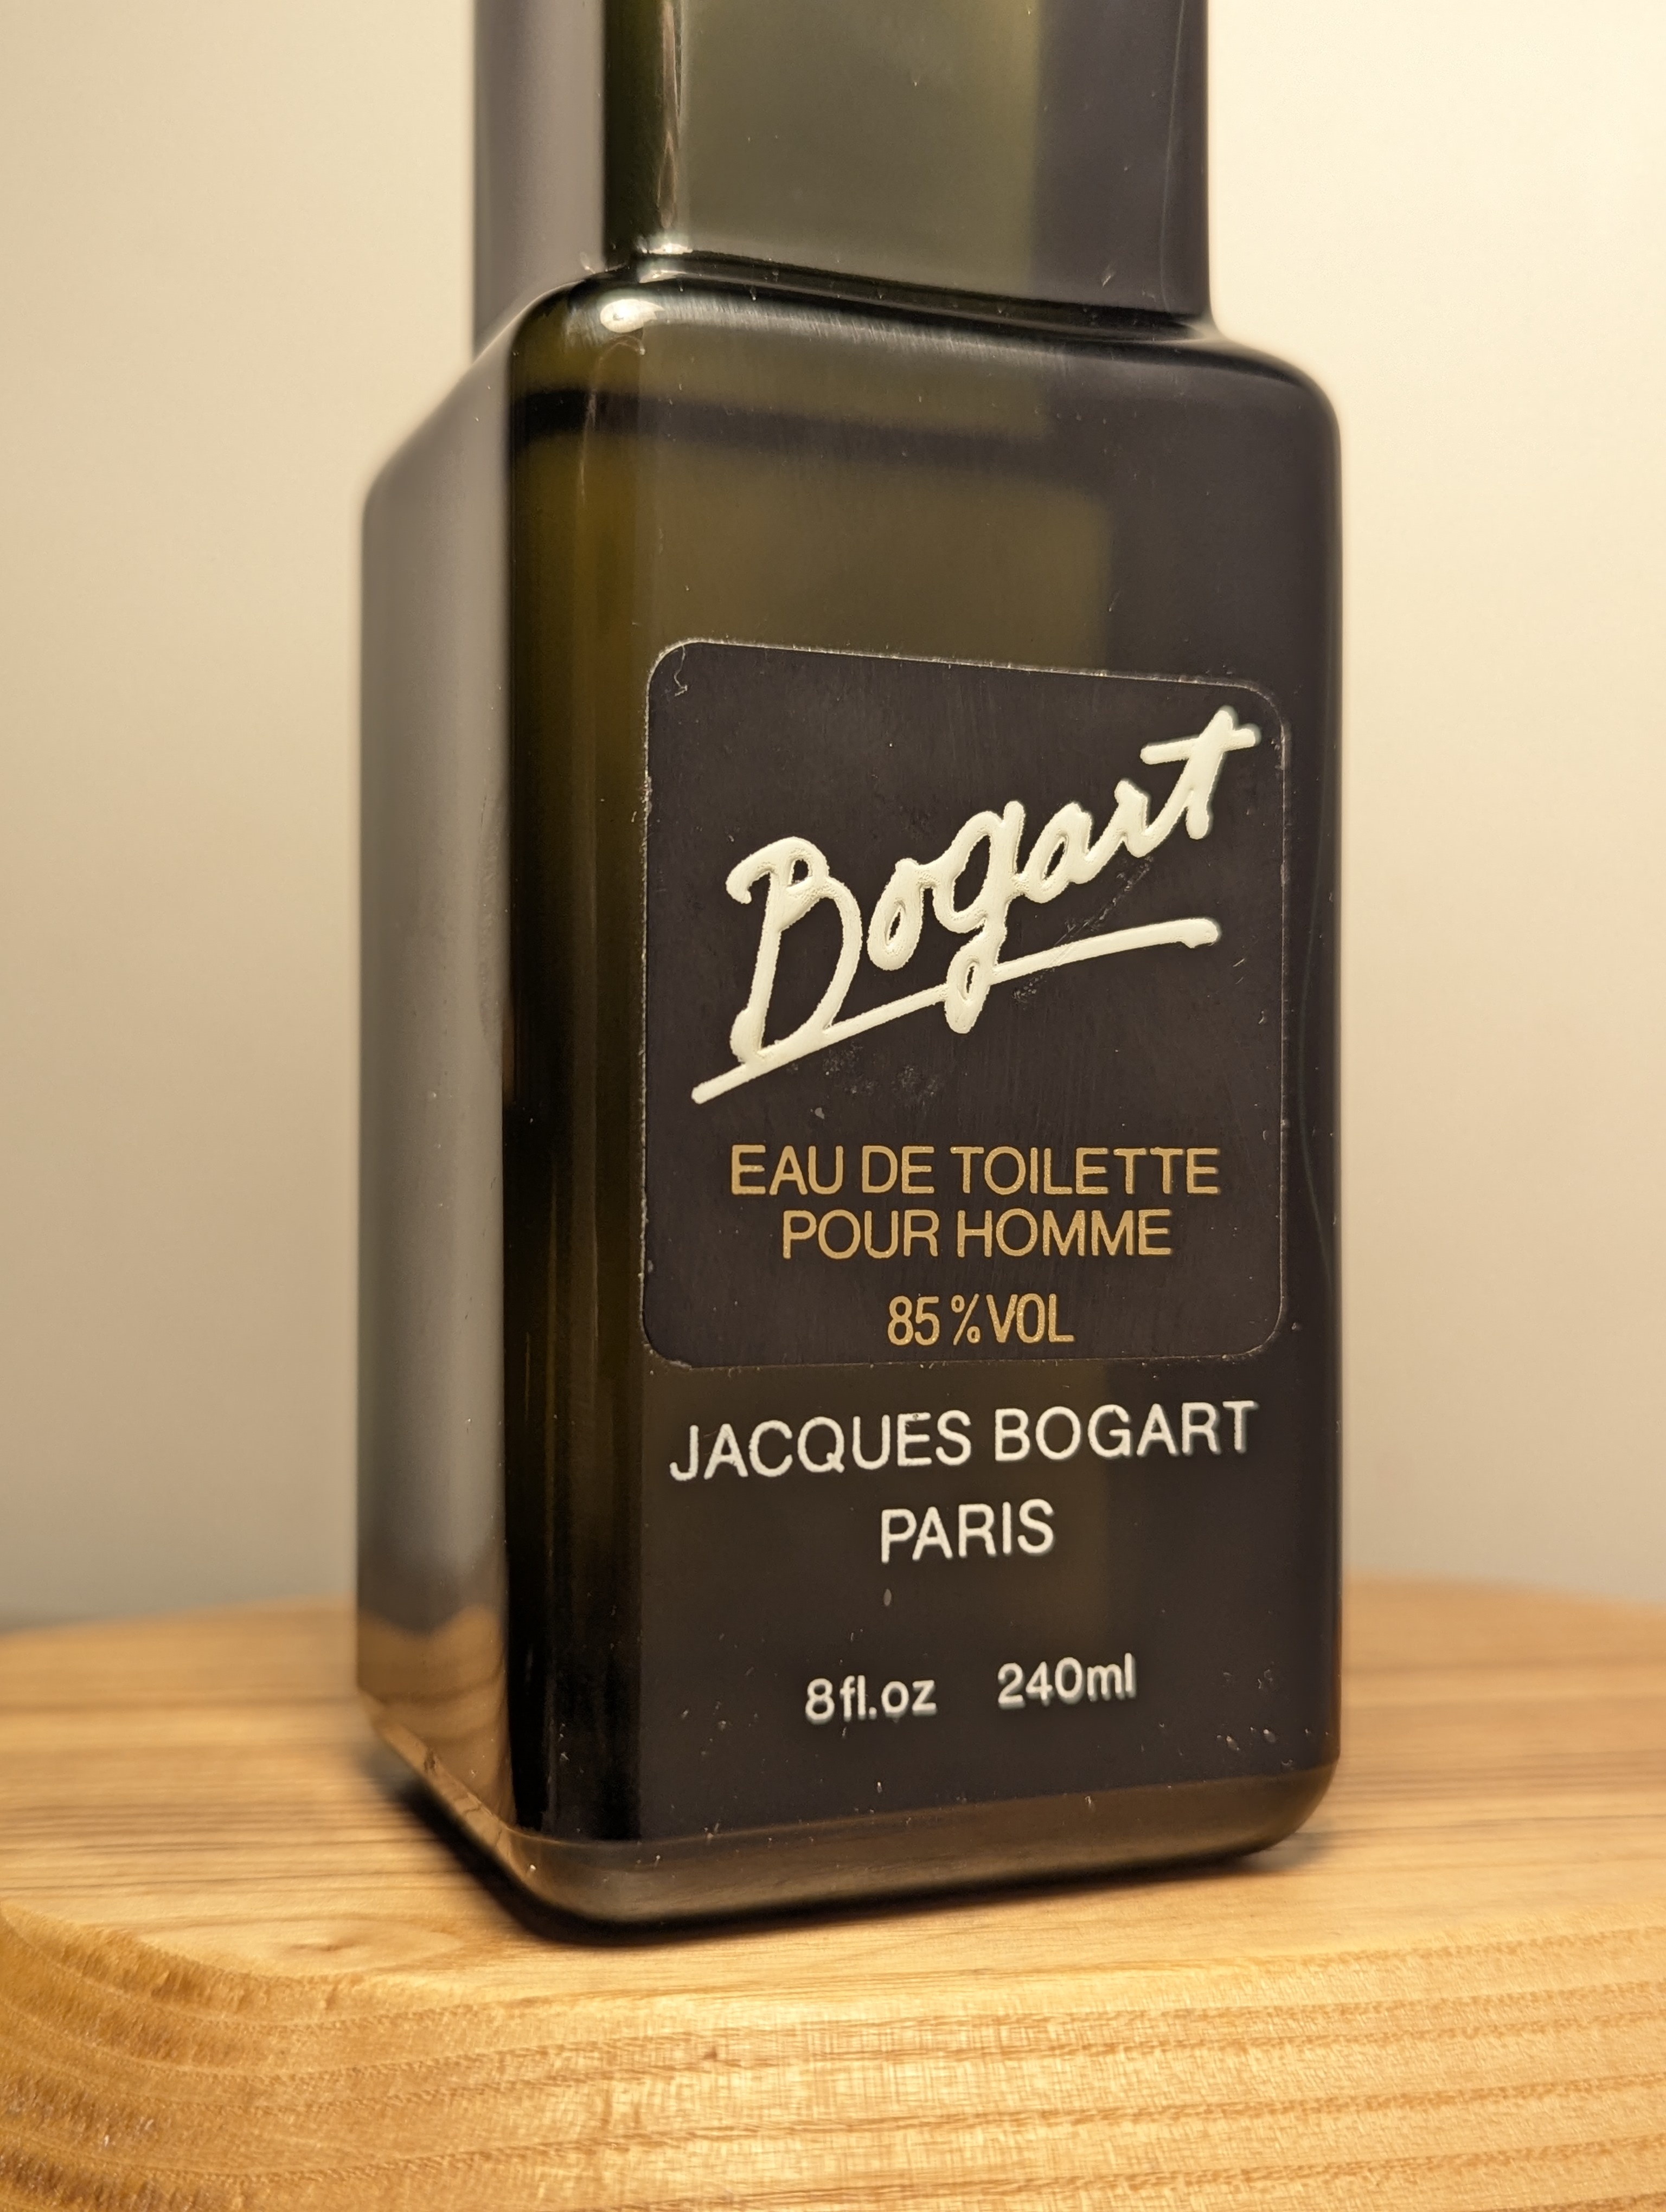 Bogart
EAU DE TOILETTE
POUR HOMME
85% VOL
JACQUES BOGART
PARIS
8fl.oz 240ml